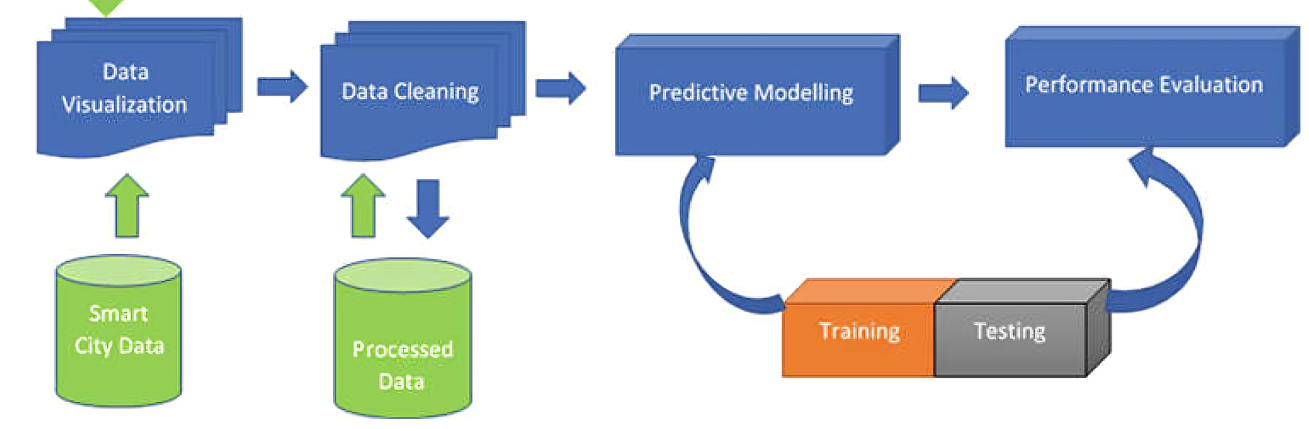 Data
Visualization
Data Cleaning
Predictive Modelling
Performance Evaluation
Smart
City Data
Processed
Data
Training
Testing